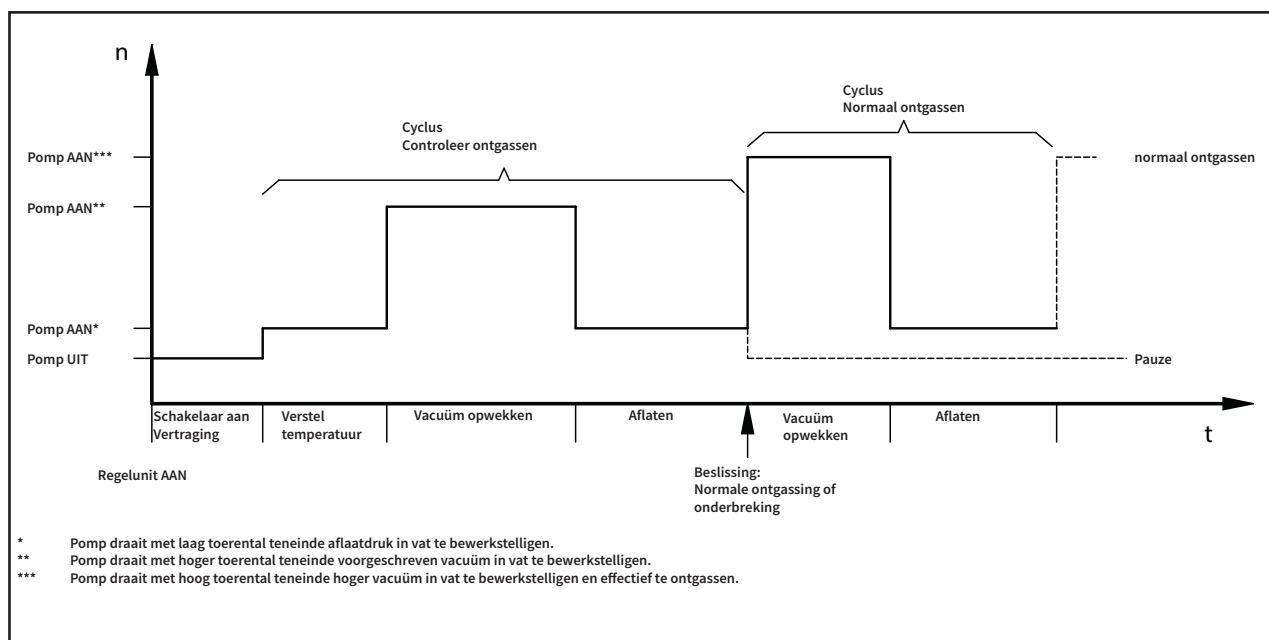 n
Cyclus
Controleer ontgassen
Cyclus
Normaal ontgassen
Pomp AAN***
normaal ontgassen
Pomp AAN**
Pomp AAN*
Pomp UIT
Pauze
Schakelaar aan
Vertraging
Verstel
temperatuur
Vacuüm opwekken
Aflaten
Vacuüm
opwekken
Aflaten
t
Regelunit AAN
Beslissing:
Normale ontgassing of
onderbreking
* Pomp draait met laag toerental teneinde aflaatdruk in vat te bewerkstelligen.
** Pomp draait met hoger toerental teneinde voorgeschreven vacuüm in vat te bewerkstelligen.
*** Pomp draait met hoog toerental teneinde hoger vacuüm in vat te bewerkstelligen en effectief te ontgassen.